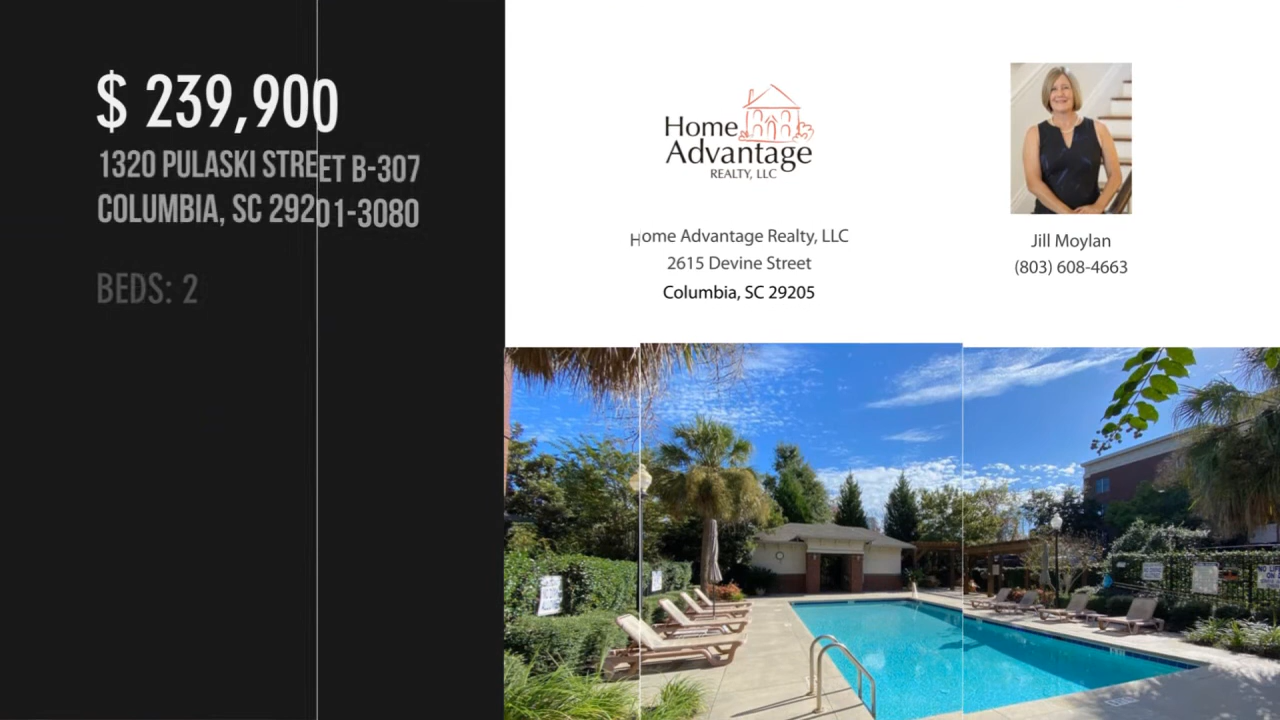 $ 239,900
1320 PULASKI STREET B-307
COLUMBIA, SC 29201-3080
BEDS: 2
Home
Advantage
REALTY, LLC
Home Advantage Realty, LLC
2615 Devine Street
Columbia, SC 29205
Jill Moylan
(803) 608-4663